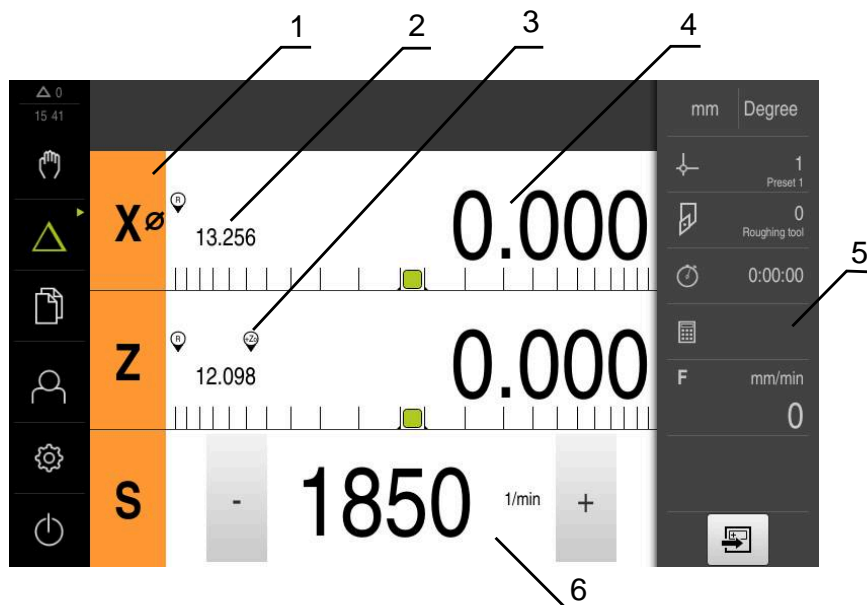 1 2 3 4
0
15 41
mm Degree
1
Preset 1
X⌀ R 13.256 0.000
0
Roughing tool
5
0:00:00
Z R +Z₀ 12.098 0.000
F mm/min
0
S - 1850 1/min +
6